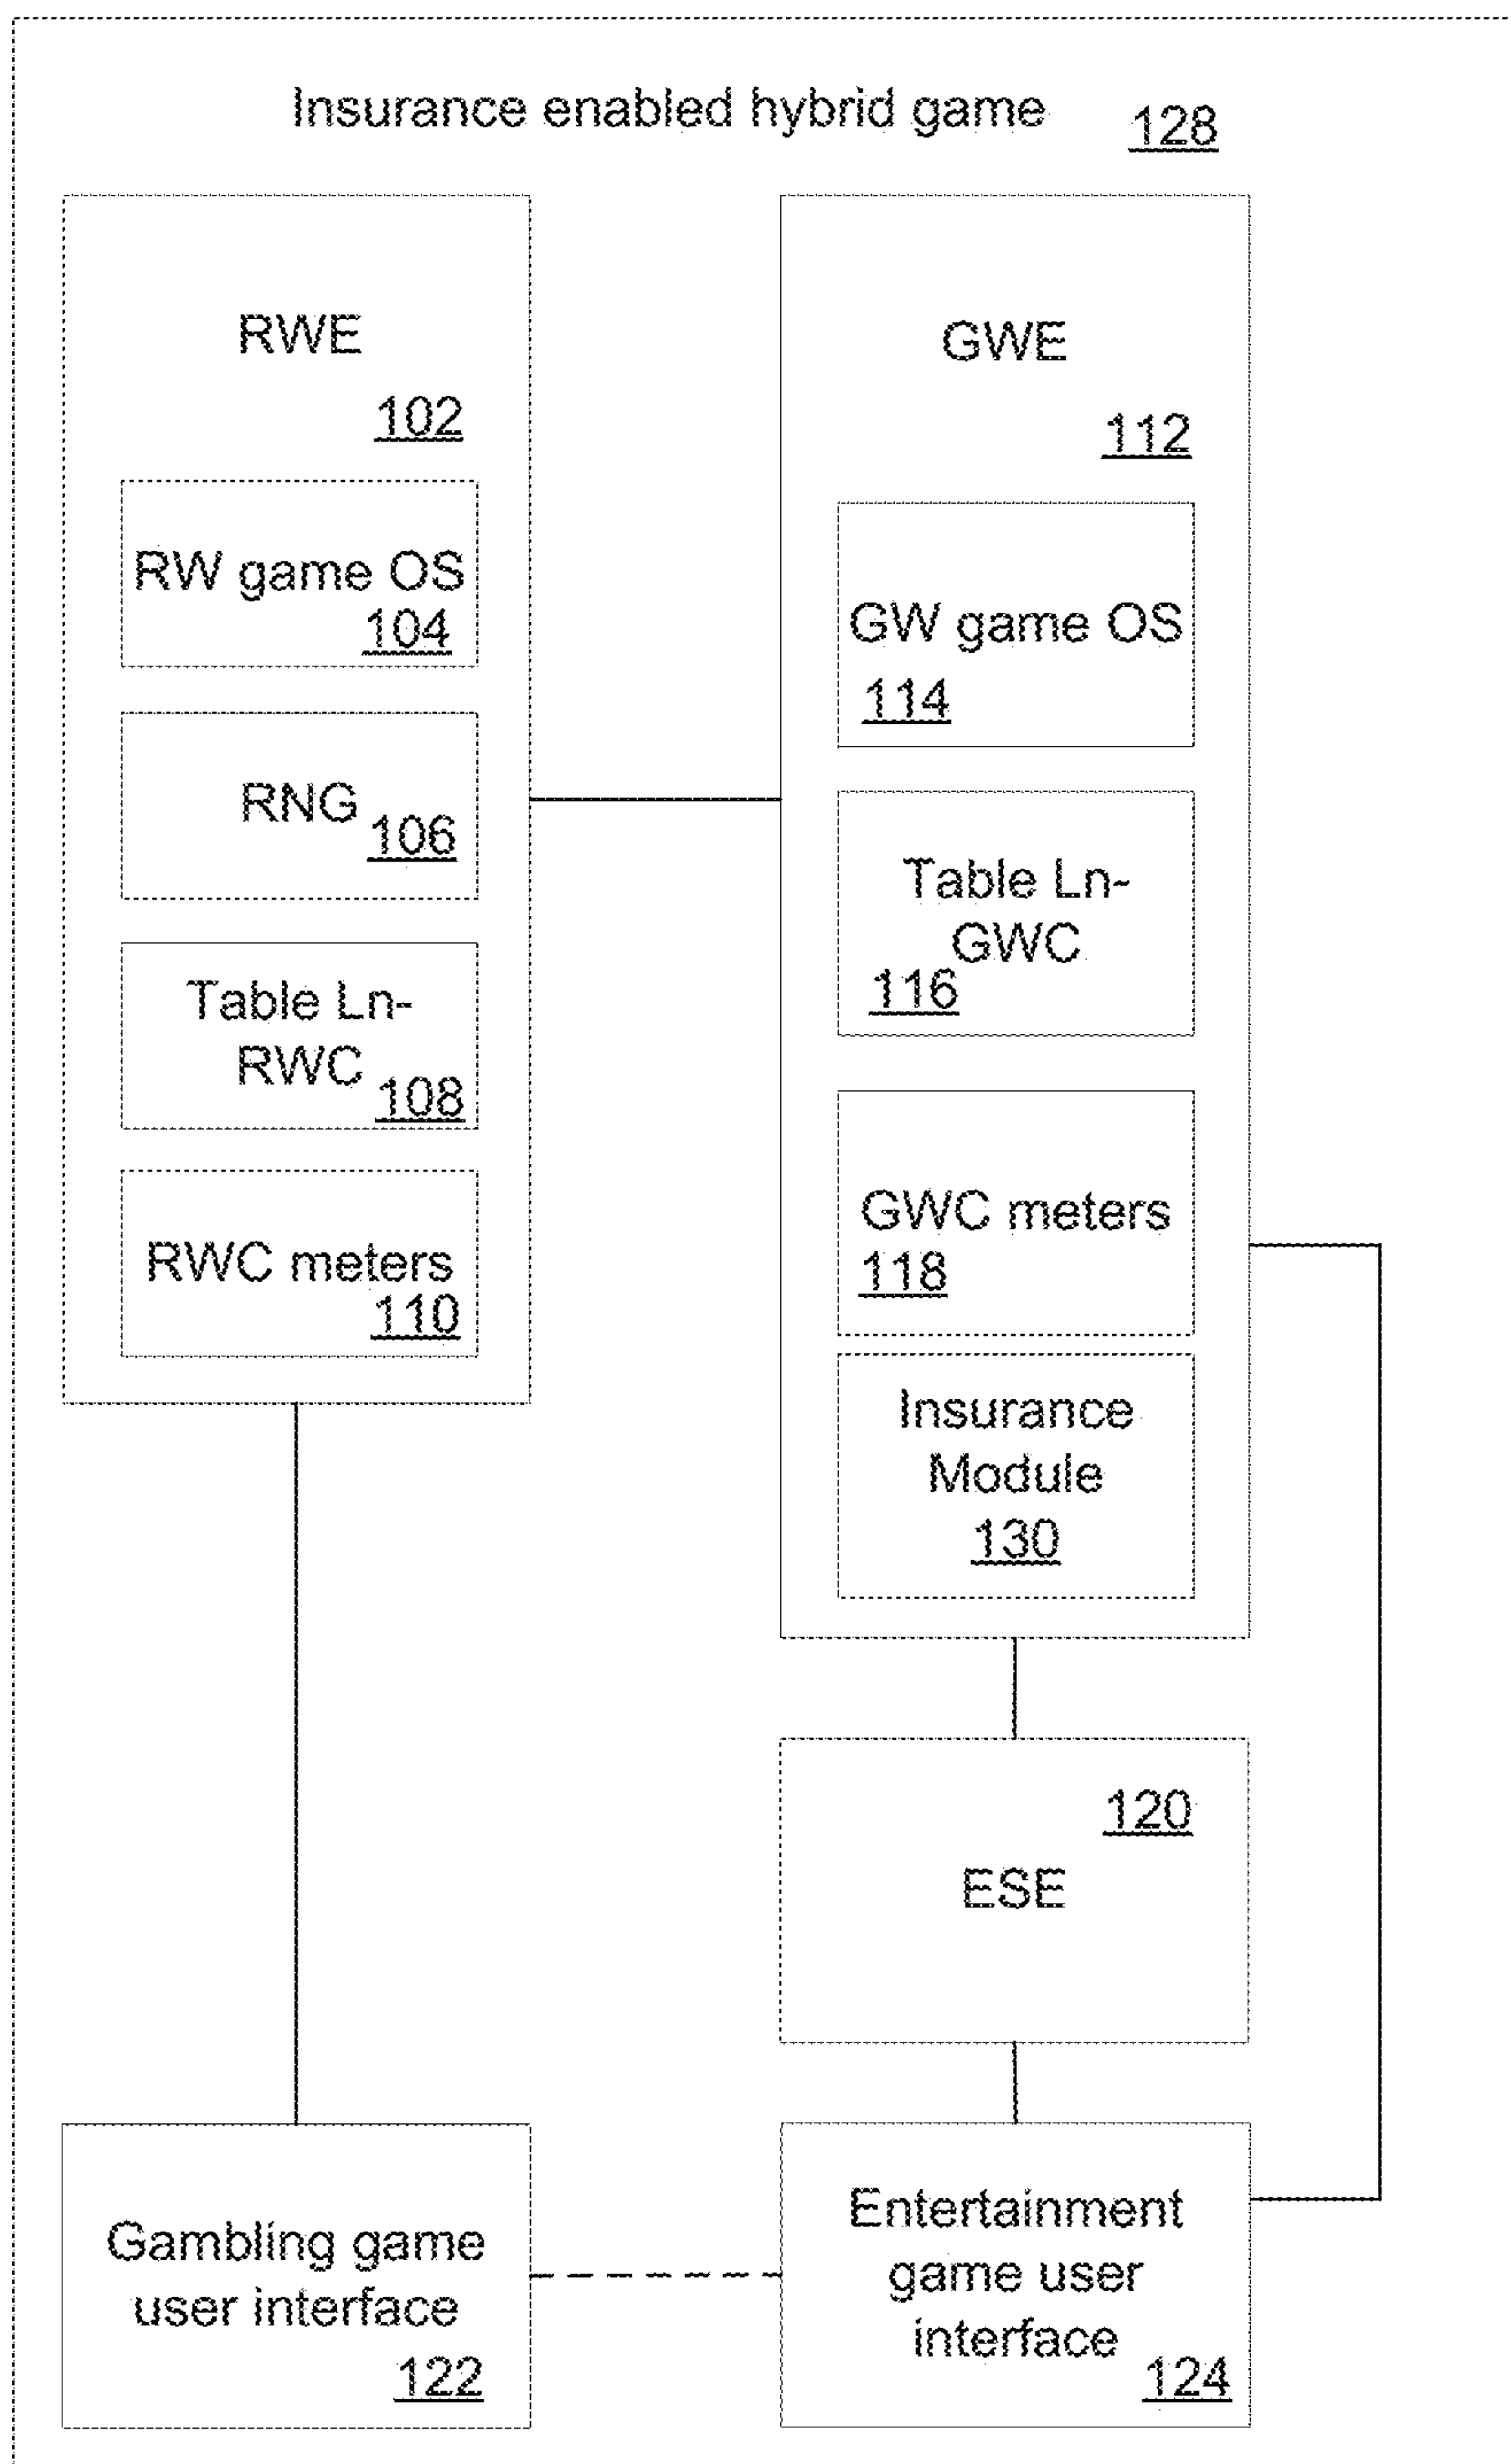 Insurance enabled hybrid game 128
RWE
102
RW game OS
104
RNG
106
Table Ln-
RWC
108
RWC meters
110
GWE
112
GW game OS
114
Table Ln-
GWC
116
GWC meters
118
Insurance
Module
130
120
ESE
Gambling game
user interface
122
Entertainment
game user
interface
124